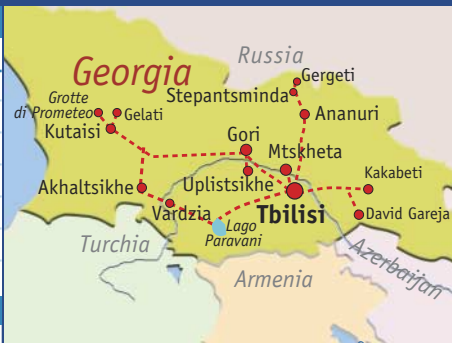 Russia
Georgia
Gergeti
Stepantsminda
Grotte
di Prometeo
Gelati
Ananuri
Kutaisi
Gori
Mtskheta
Kakabeti
Akhaltsikhe
Uplistsikhe
Vardzia
Tbilisi
David Gareja
Lago
Paravani
Turchia
Azerbaijan
Armenia